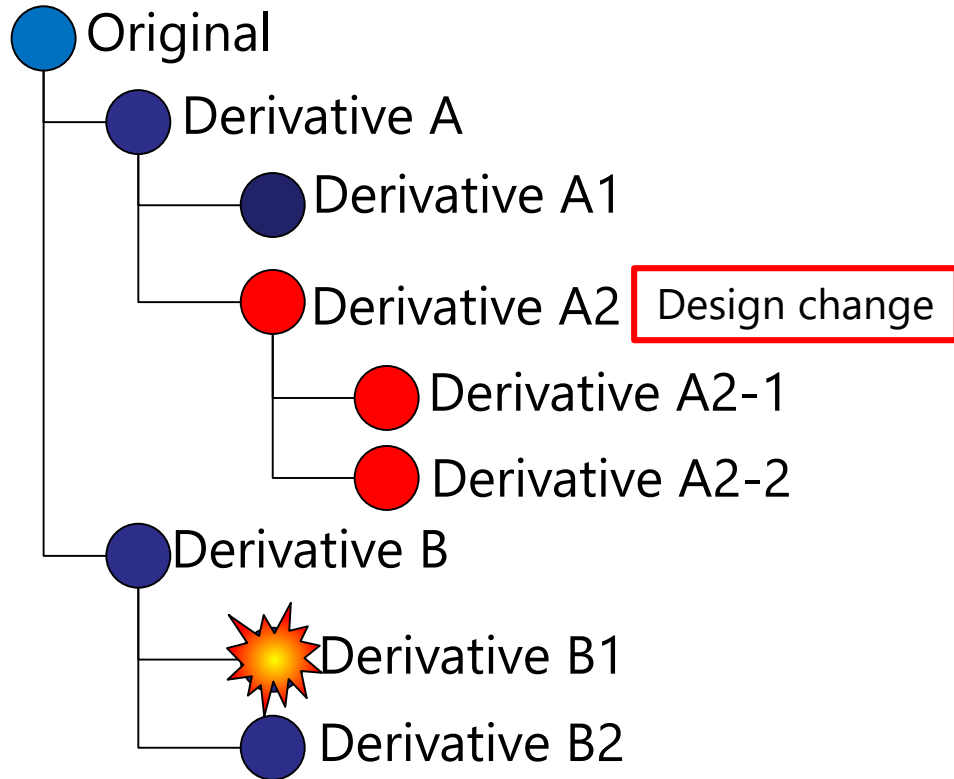 Original
Derivative A
Derivative A1
Derivative A2
Design change
Derivative A2-1
Derivative A2-2
Derivative B
Derivative B1
Derivative B2